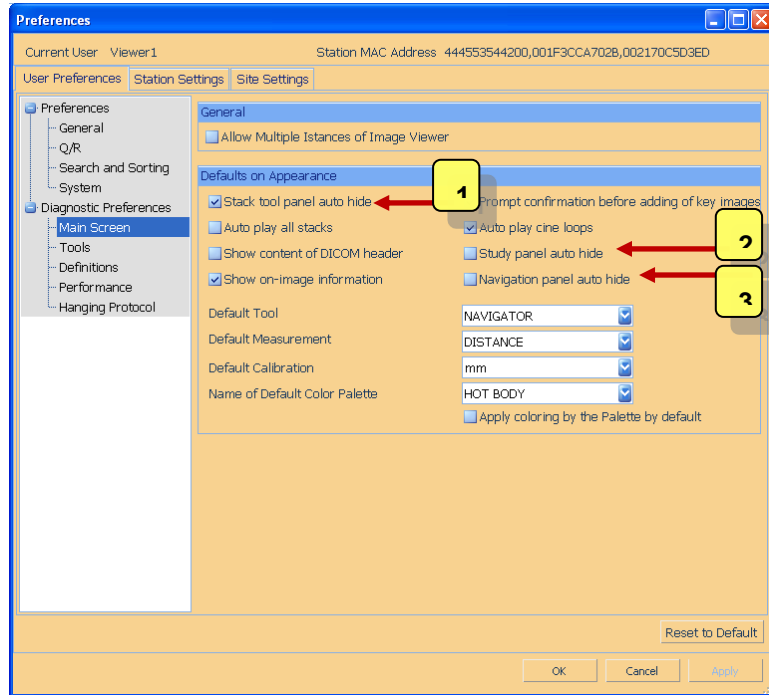 Preferences
Current User Viewer1 Station MAC Address 444553544200,001F3CCA702B,002170C5D3ED
User Preferences Station Settings Site Settings
Preferences
General
Q/R
Search and Sorting
System
Diagnostic Preferences
Main Screen
Tools
Definitions
Performance
Hanging Protocol
General
Allow Multiple Istances of Image Viewer
Defaults on Appearance
Stack tool panel auto hide
1
Prompt confirmation before adding of key images
Auto play all stacks
Auto play cine loops
2
Show content of DICOM header
Study panel auto hide
Show on-image information
Navigation panel auto hide
3
Default Tool NAVIGATOR
Default Measurement DISTANCE
Default Calibration mm
Name of Default Color Palette HOT BODY
Apply coloring by the Palette by default
Reset to Default
OK Cancel Apply